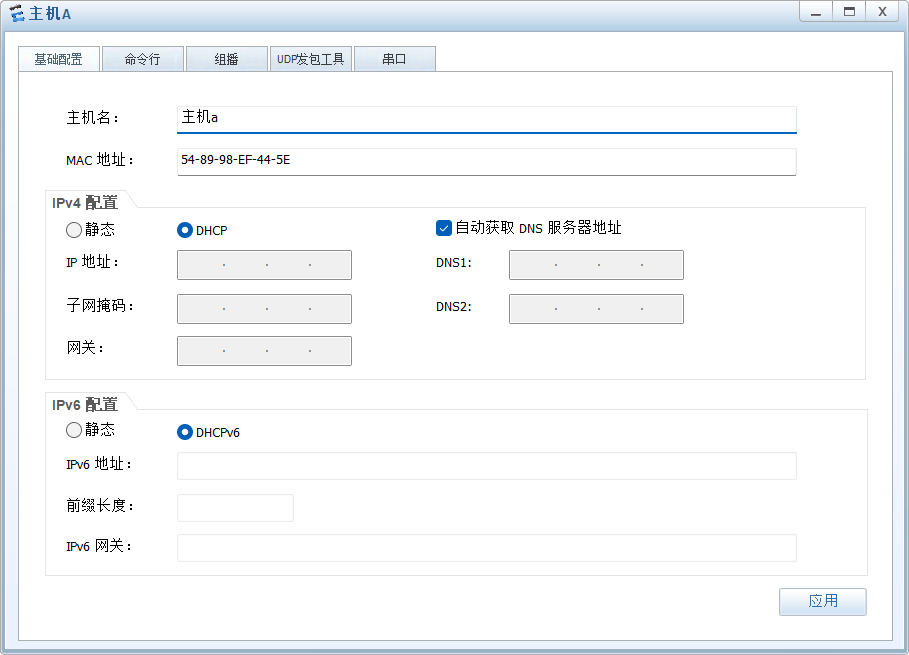 主机A
基础配置 命令行 组播 UDP发包工具 串口
主机名： 主机a
MAC 地址： 54-89-98-EF-44-5E
IPv4 配置
静态 DHCP 自动获取 DNS 服务器地址
IP 地址： . . . DNS1: . . .
子网掩码： . . . DNS2: . . .
网关： . . .
IPv6 配置
静态 DHCPv6
IPv6 地址：
前缀长度：
IPv6 网关：
应用